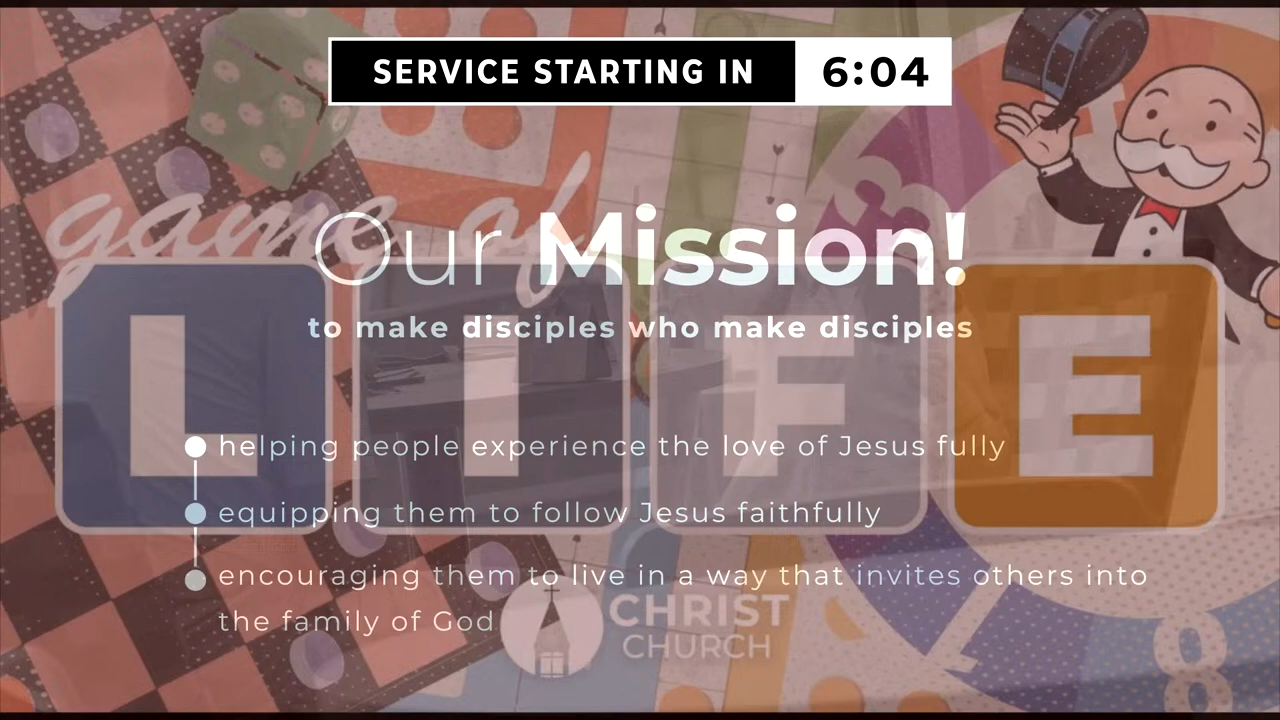 SERVICE STARTING IN 6:04
game of
Our Mission!
to make disciples who make disciples
L I F E
helping people experience the love of Jesus fully
equipping them to follow Jesus faithfully
encouraging them to live in a way that invites others into
the family of God
CHRIST
CHURCH
3
1
8